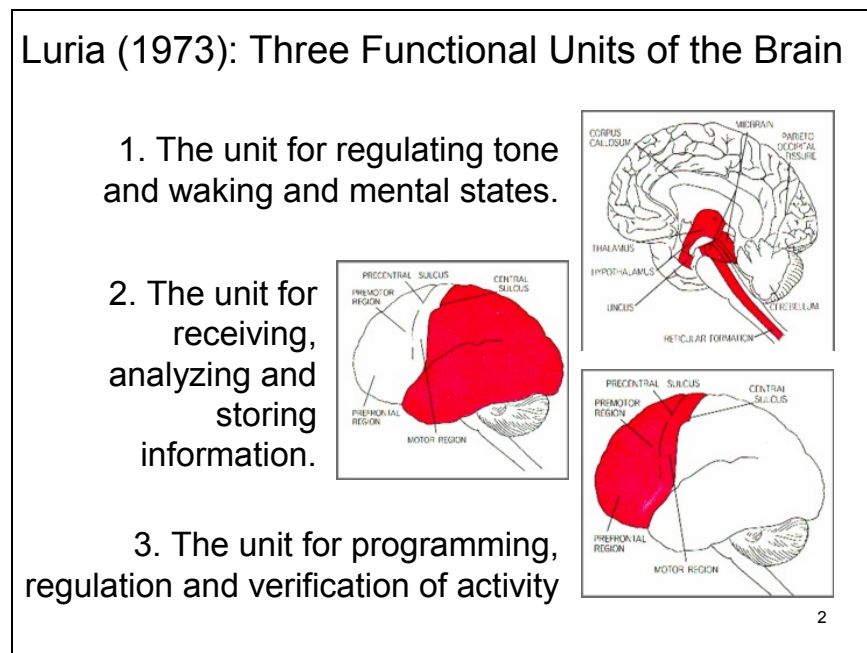 Luria (1973): Three Functional Units of the Brain
1. The unit for regulating tone
and waking and mental states.
CORPUS
CALLOSUM
MIDBRAIN
PARIETO
OCCIPITAL
FISSURE
THALAMUS
HYPOTHALAMUS
UNCUS
CEREBELLUM
RETICULAR FORMATION
2. The unit for
receiving,
analyzing and
storing
information.
PRECENTRAL SULCUS
PREMOTOR
REGION
CENTRAL
SULCUS
PREFRONTAL
REGION
MOTOR REGION
3. The unit for programming,
regulation and verification of activity
PRECENTRAL SULCUS
PREMOTOR
REGION
CENTRAL
SULCUS
PREFRONTAL
REGION
MOTOR REGION
2